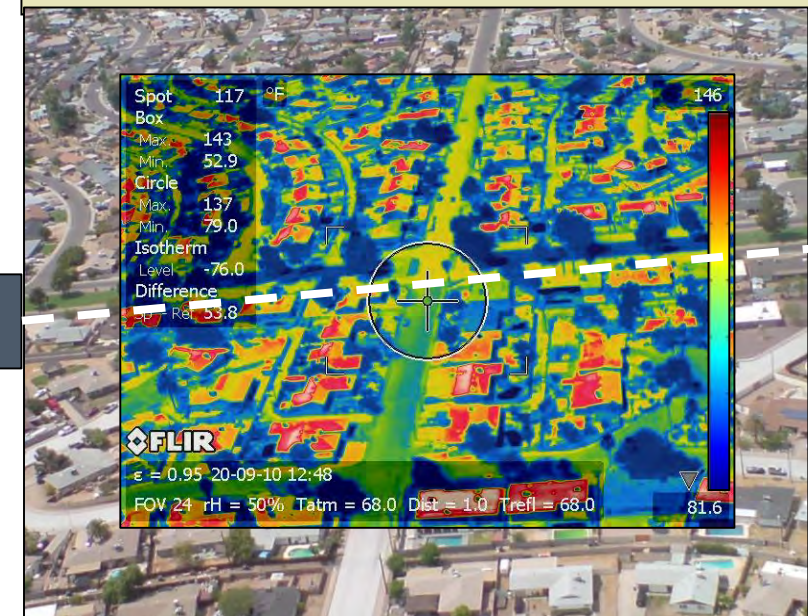 Spot 117 °F 146
Box
Max. 143
Min. 52.9
Circle
Max. 137
Min. 79.0
Isotherm
Level -76.0
Difference
Sp - Ref 53.8
FLIR
ε = 0.95 20-09-10 12:48
FOV 24 rH = 50% Tatm = 68.0 Dist = 1.0 Trefl = 68.0 81.6